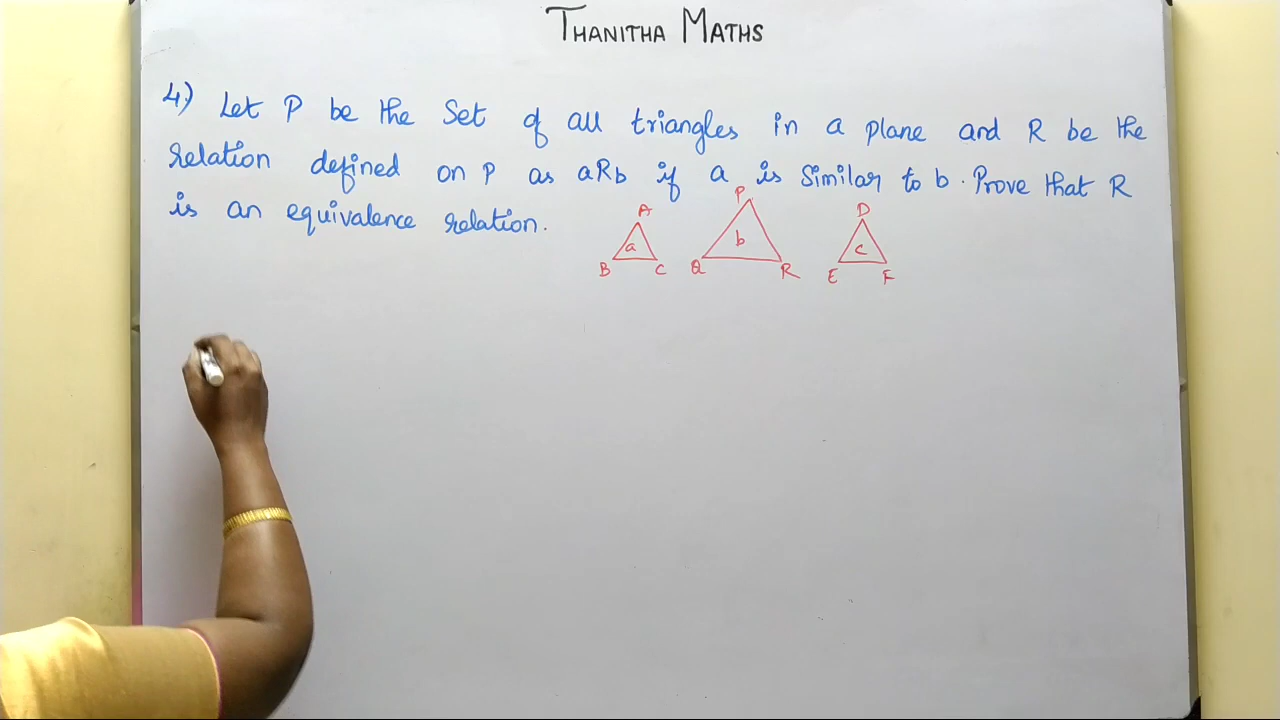 THANITHA MATHS
4) Let P be the Set of all triangles in a plane and R be the
relation defined on P as aRb if a is Similar to b. Prove that R
is an equivalence relation.
A P D
a b c
B C Q R E F